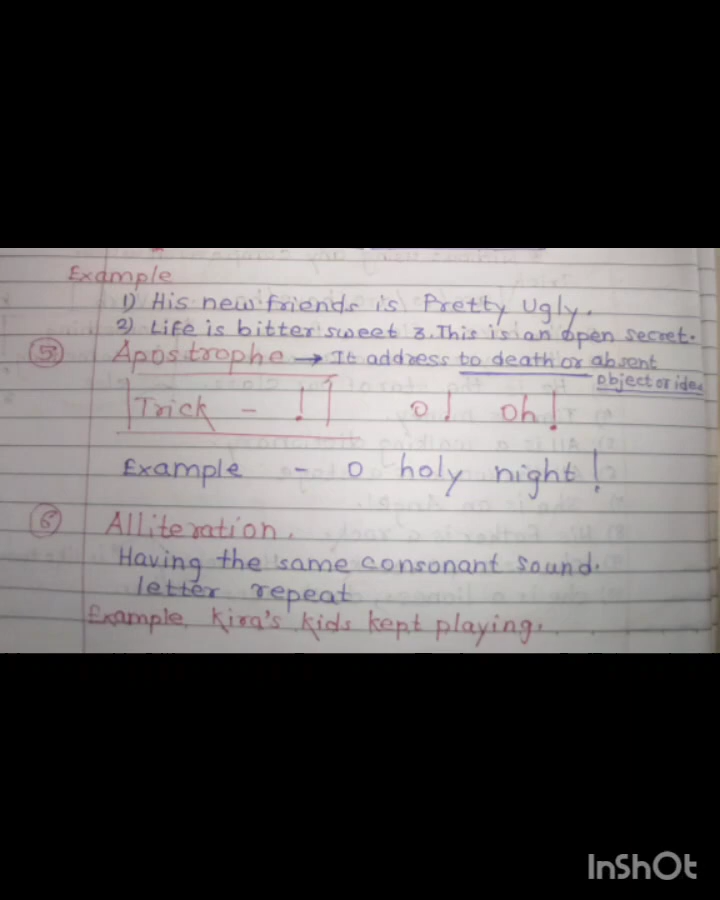 Example
1) His new friends is Pretty Ugly.
2) Life is bitter sweet 3. This is an open secret.
5 Apostrophe → It address to death or absent
object or idea
Trick - ! o! oh!
Example - O holy night!
6 Alliteration.
Having the same consonant sound.
letter repeat
Example. Kira's kids kept playing.
InShOt